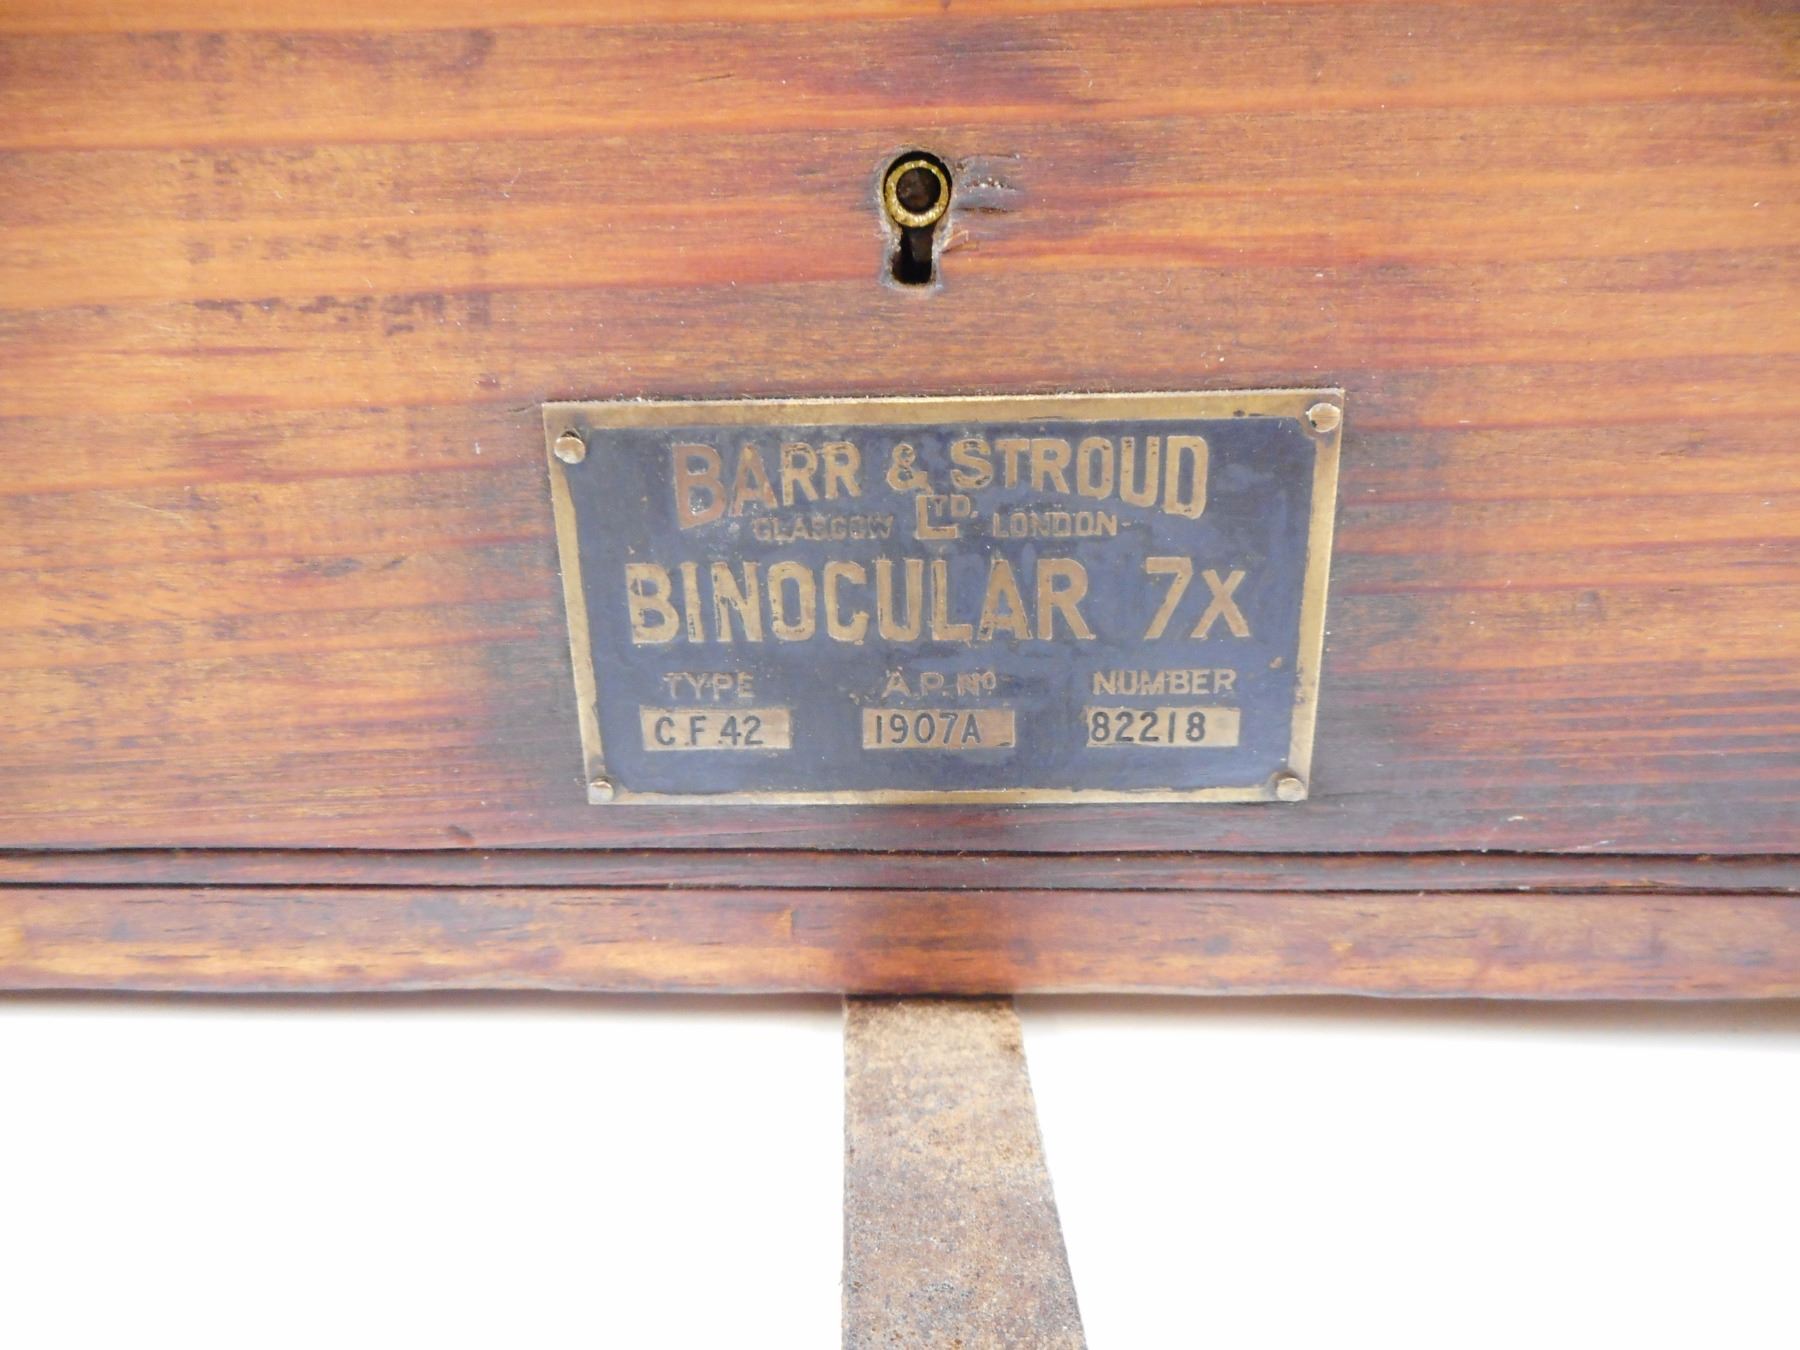 BARR & STROUD
GLASGOW LTD. LONDON
BINOCULAR 7X
TYPE A.P. Nº NUMBER
C.F.42 1907A 82218